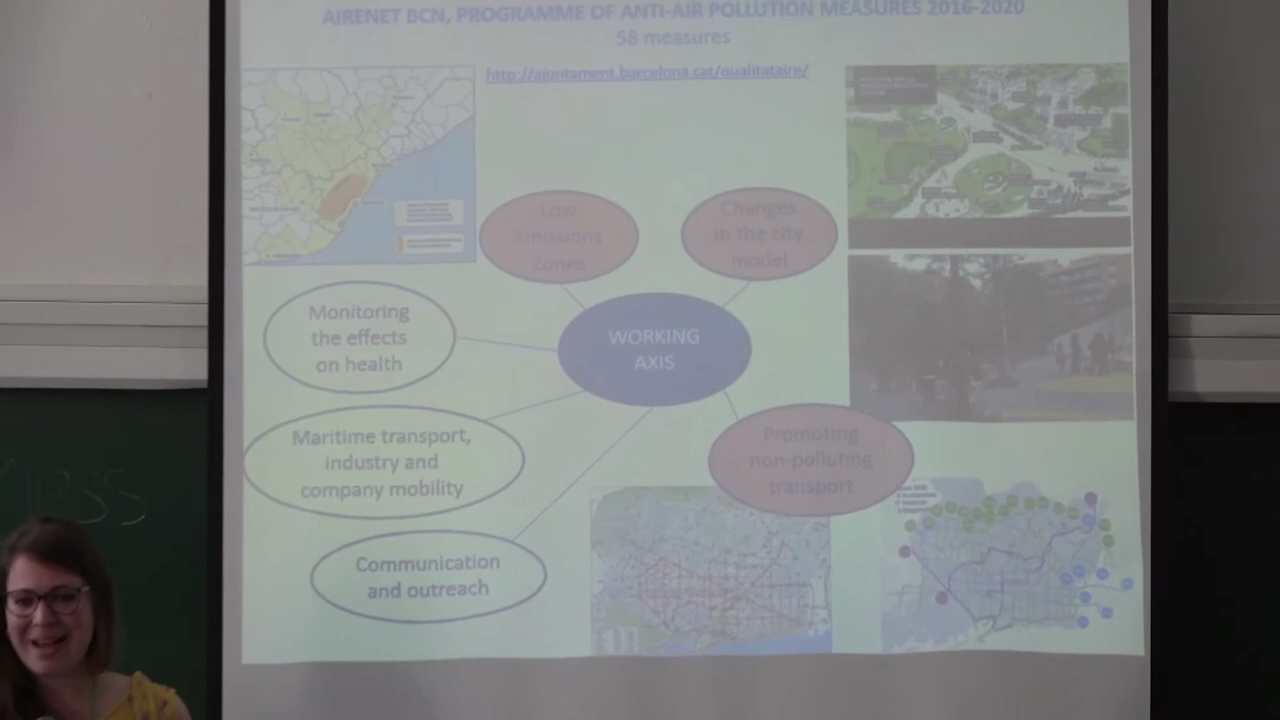 AIRENET BCN, PROGRAMME OF ANTI-AIR POLLUTION MEASURES 2016-2020
58 measures
http://ajuntament.barcelona.cat/qualitataire/
Low
Emissions
Zones
Changes
in the city
model
Monitoring
the effects
on health
WORKING
AXIS
Maritime transport,
industry and
company mobility
Promoting
non-polluting
transport
Communication
and outreach